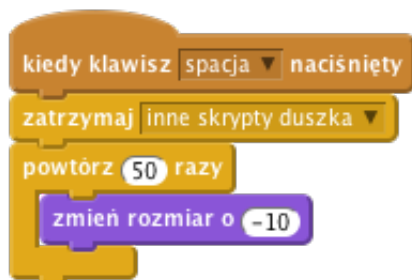 kiedy klawisz spacja naciśnięty
zatrzymaj inne skrypty duszka
powtórz 50 razy
zmień rozmiar o -10